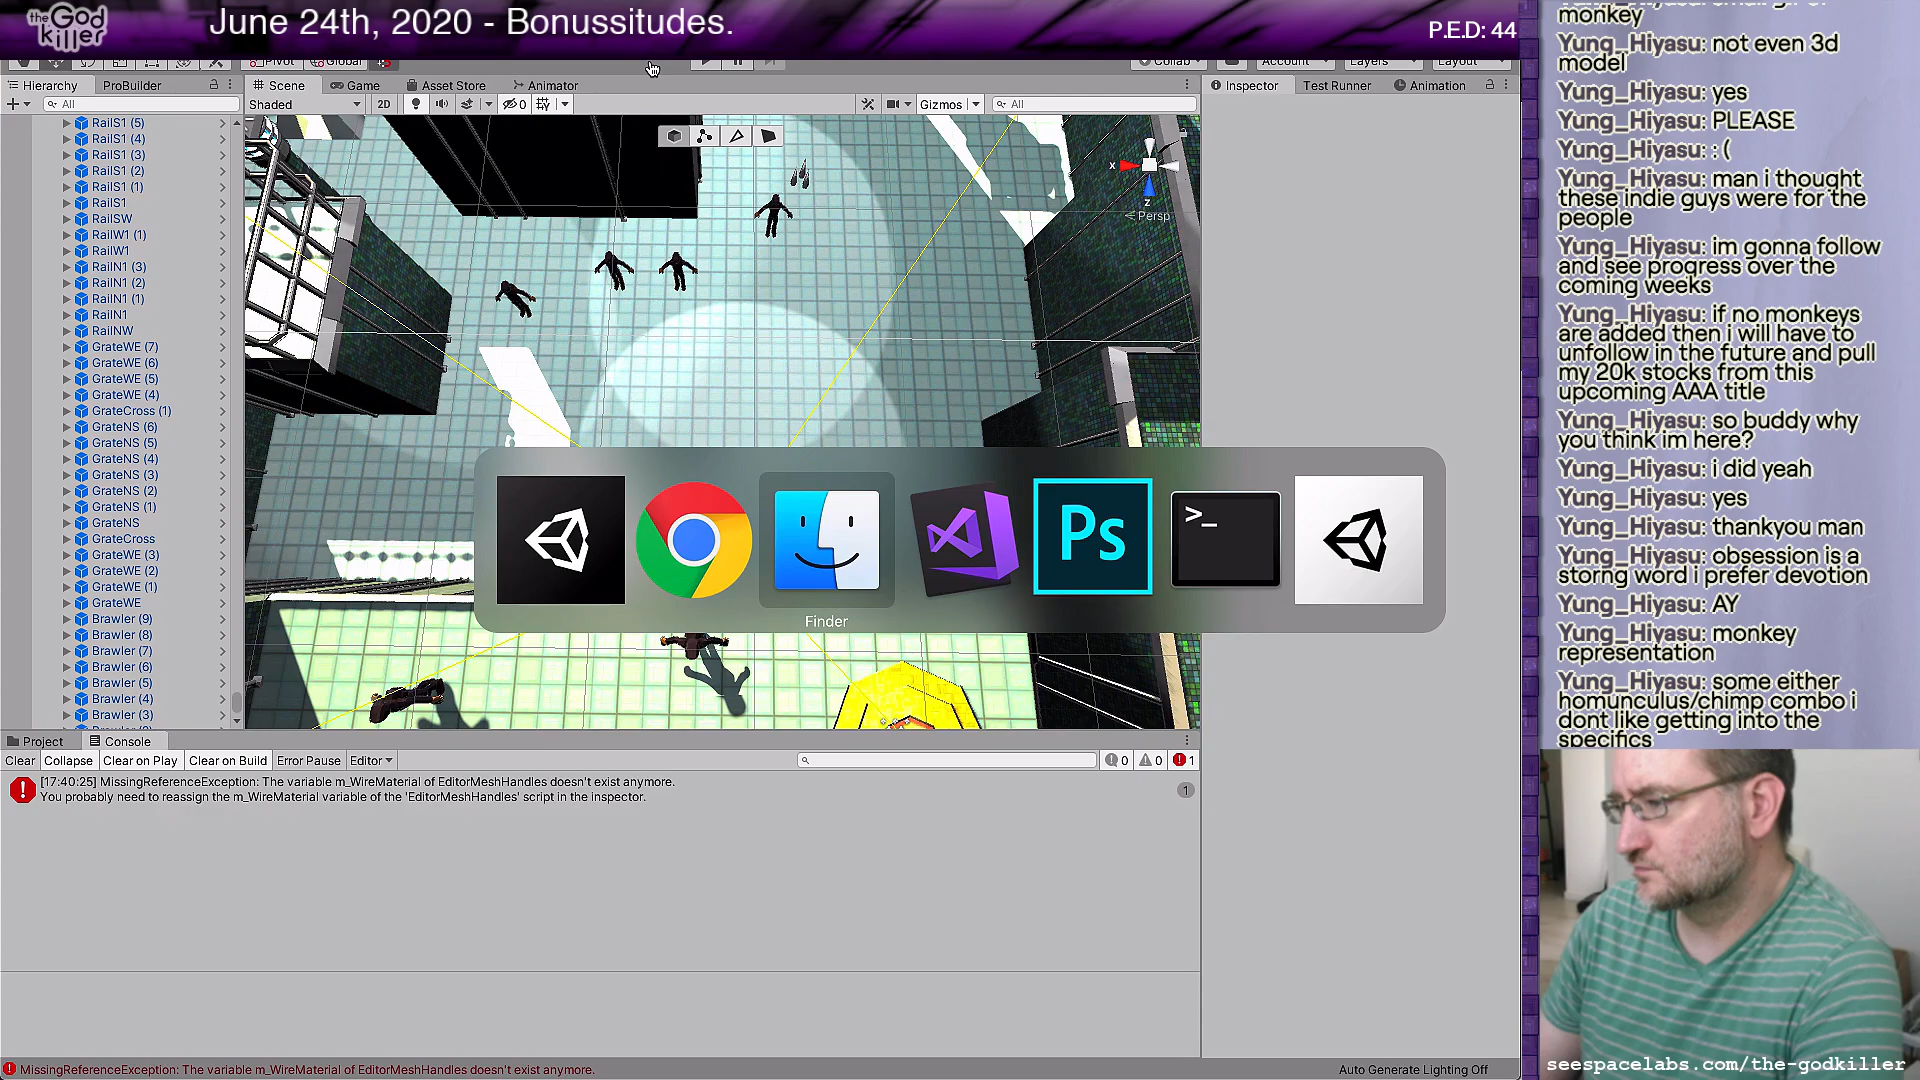 the God killer
June 24th, 2020 - Bonussitudes.
P.E.D: 44
Pivot
Global
Collab
Account
Layers
Layout
Hierarchy
ProBuilder
Scene
Game
Asset Store
Animator
Inspector
Test Runner
Animation
All
Shaded
2D
0
Gizmos
All
RailS1 (5)
RailS1 (4)
RailS1 (3)
RailS1 (2)
RailS1 (1)
RailS1
RailSW
RailW1 (1)
RailW1
RailN1 (3)
RailN1 (2)
RailN1 (1)
RailN1
RailNW
GrateWE (7)
GrateWE (6)
GrateWE (5)
GrateWE (4)
GrateCross (1)
GrateNS (6)
GrateNS (5)
GrateNS (4)
GrateNS (3)
GrateNS (2)
GrateNS (1)
GrateNS
GrateCross
GrateWE (3)
GrateWE (2)
GrateWE (1)
GrateWE
Brawler (9)
Brawler (8)
Brawler (7)
Brawler (6)
Brawler (5)
Brawler (4)
Brawler (3)
x
z
Persp
Ps
>_
Finder
Project
Console
Clear
Collapse
Clear on Play
Clear on Build
Error Pause
Editor
0
0
1
[17:40:25] MissingReferenceException: The variable m_WireMaterial of EditorMeshHandles doesn't exist anymore.
You probably need to reassign the m_WireMaterial variable of the 'EditorMeshHandles' script in the inspector.
1
MissingReferenceException: The variable m_WireMaterial of EditorMeshHandles doesn't exist anymore.
Auto Generate Lighting Off
monkey
Yung_Hiyasu: not even 3d
model
Yung_Hiyasu: yes
Yung_Hiyasu: PLEASE
Yung_Hiyasu: : (
Yung_Hiyasu: man i thought
these indie guys were for the
people
Yung_Hiyasu: im gonna follow
and see progress over the
coming weeks
Yung_Hiyasu: if no monkeys
are added then i will have to
unfollow in the future and pull
my 20k stocks from this
upcoming AAA title
Yung_Hiyasu: so buddy why
you think im here?
Yung_Hiyasu: i did yeah
Yung_Hiyasu: yes
Yung_Hiyasu: thankyou man
Yung_Hiyasu: obsession is a
storng word i prefer devotion
Yung_Hiyasu: AY
Yung_Hiyasu: monkey
representation
Yung_Hiyasu: some either
homunculus/chimp combo i
dont like getting into the
specifics
seespacelabs.com/the-godkiller